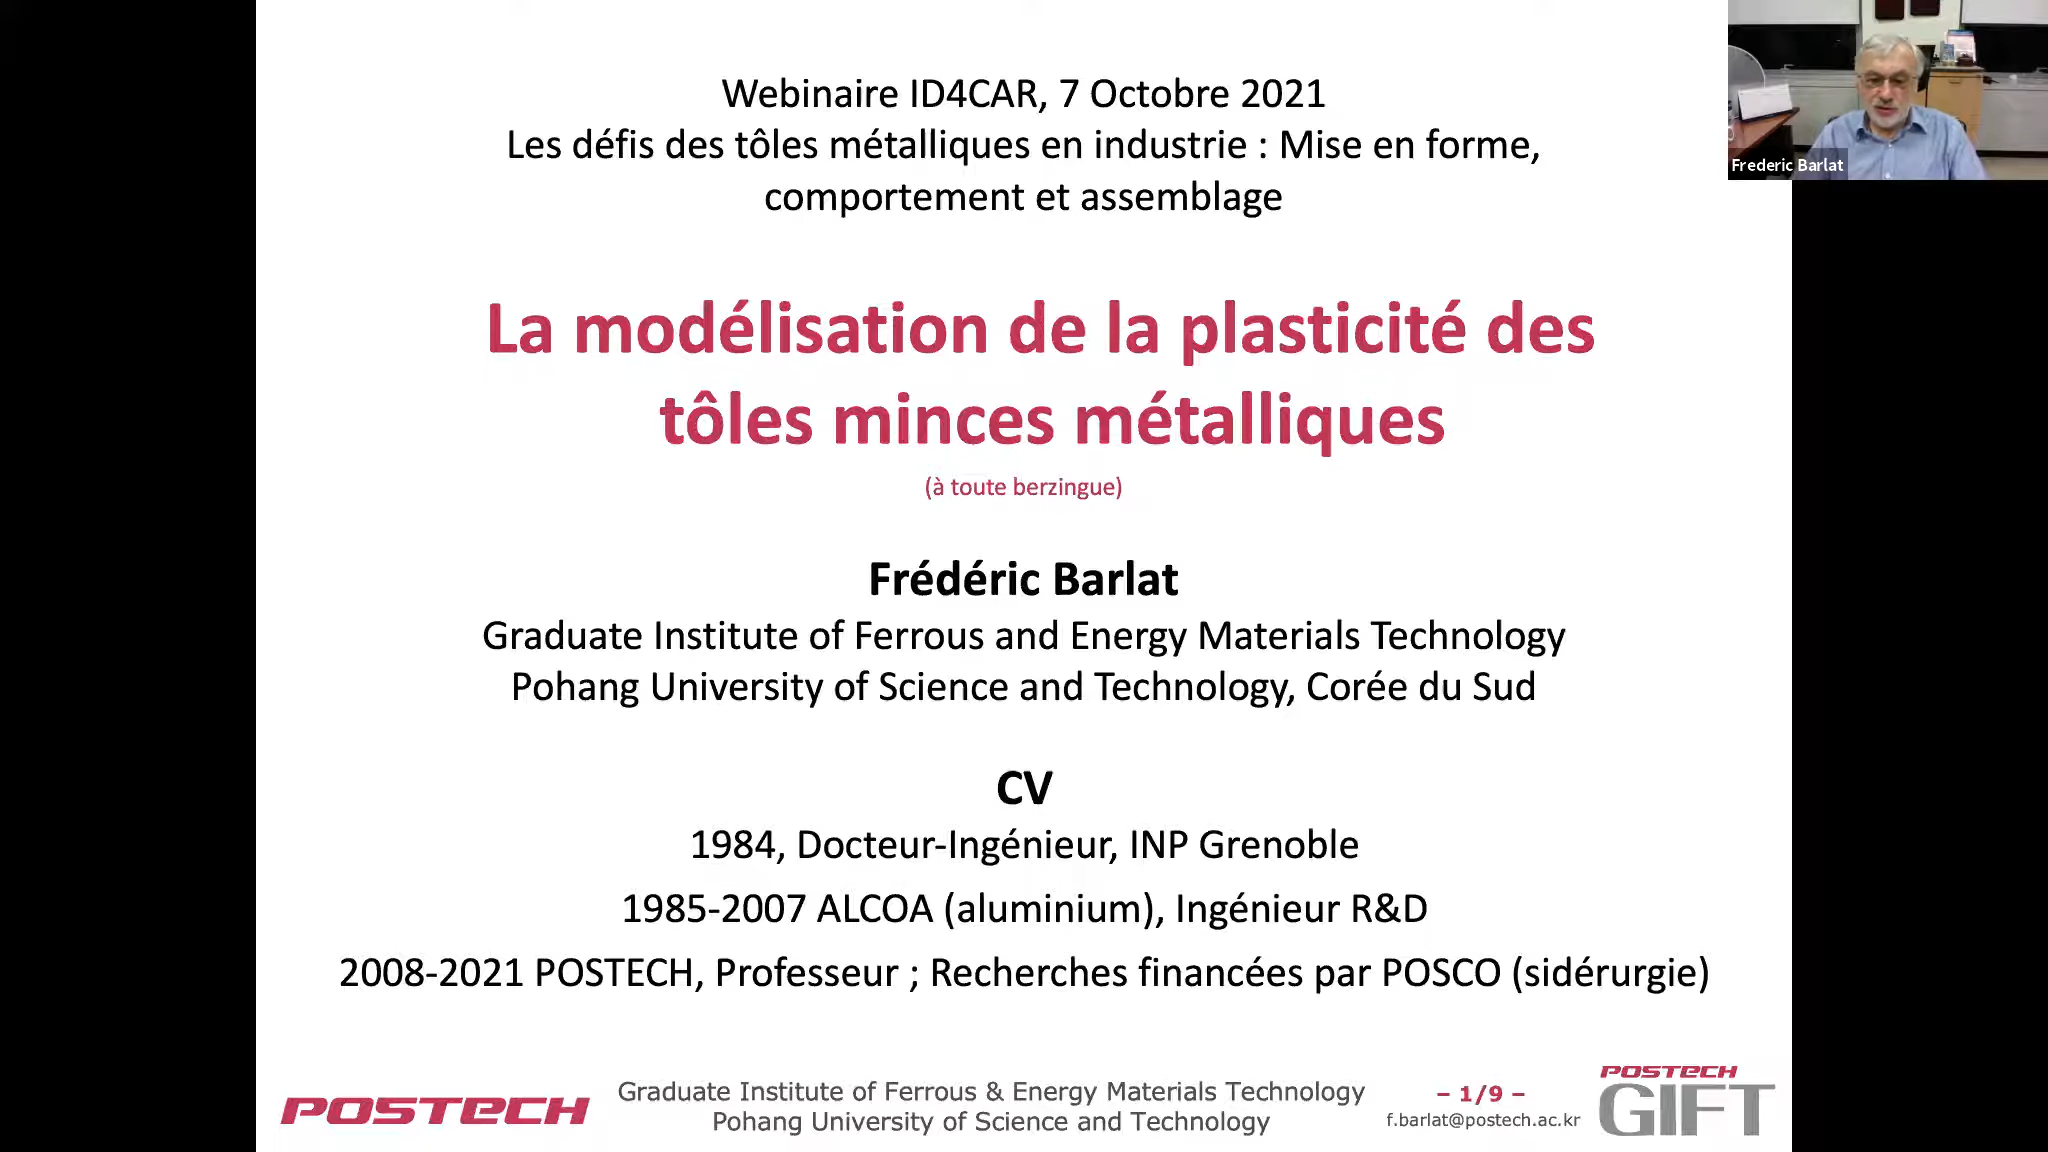 Webinaire ID4CAR, 7 Octobre 2021
Les défis des tôles métalliques en industrie : Mise en forme,
comportement et assemblage
La modélisation de la plasticité des
tôles minces métalliques
(à toute berzingue)
Frédéric Barlat
Graduate Institute of Ferrous and Energy Materials Technology
Pohang University of Science and Technology, Corée du Sud
CV
1984, Docteur-Ingénieur, INP Grenoble
1985-2007 ALCOA (aluminium), Ingénieur R&D
2008-2021 POSTECH, Professeur ; Recherches financées par POSCO (sidérurgie)
POSTECH
Graduate Institute of Ferrous & Energy Materials Technology
Pohang University of Science and Technology
– 1/9 –
f.barlat@postech.ac.kr
POSTECH
GIFT
Frederic Barlat